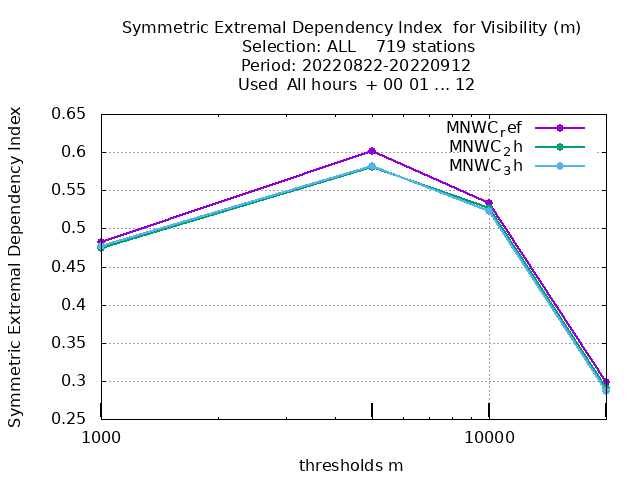 Symmetric Extremal Dependency Index for Visibility (m)
Selection: ALL 719 stations
Period: 20220822-20220912
Used All hours + 00 01 ... 12
Symmetric Extremal Dependency Index
0.65
0.6
0.55
0.5
0.45
0.4
0.35
0.3
0.25
MNWC_ref
MNWC_2h
MNWC_3h
1000
10000
thresholds m